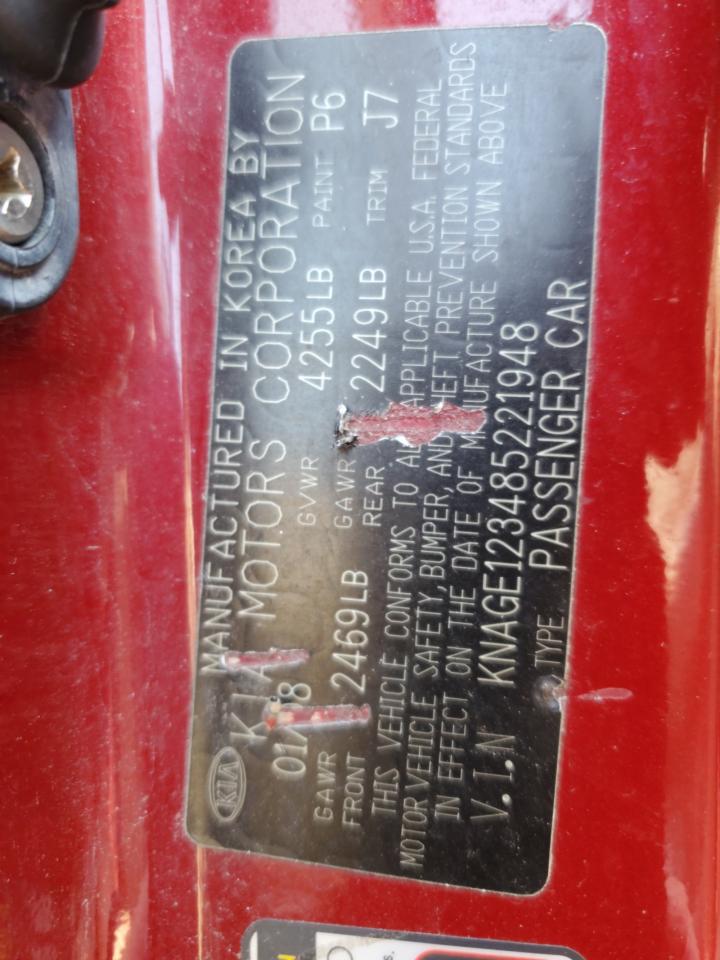 KIA
MANUFACTURED IN KOREA BY
KIA MOTORS CORPORATION
GVWR 4255LB PAINT P6
GAWR FRONT 2469LB GAWR REAR 2249LB TRIM J7
THIS VEHICLE CONFORMS TO APPLICABLE U.S.A. FEDERAL
MOTOR VEHICLE SAFETY, BUMPER, AND THEFT PREVENTION STANDARDS
IN EFFECT ON THE DATE OF MANUFACTURE SHOWN ABOVE
V.I.N KNAGE123485221948
TYPE PASSENGER CAR